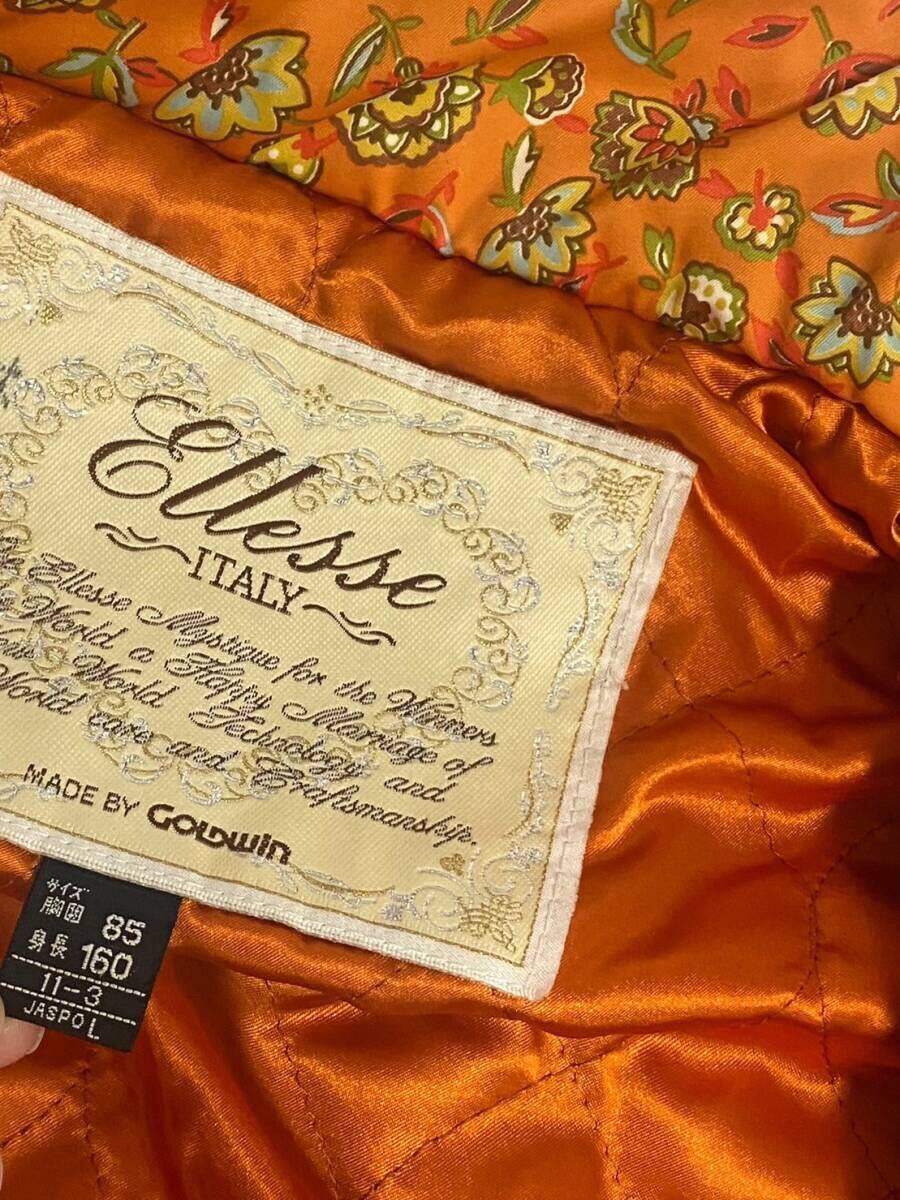 Ellesse
ITALY
Ellesse Mystique for the Winners
World a Happy Marriage of
World Technology and
World care and Craftsmanship.
MADE BY GOLDWIN
サイズ
胸囲 85
身長 160
11-3
JASPO L